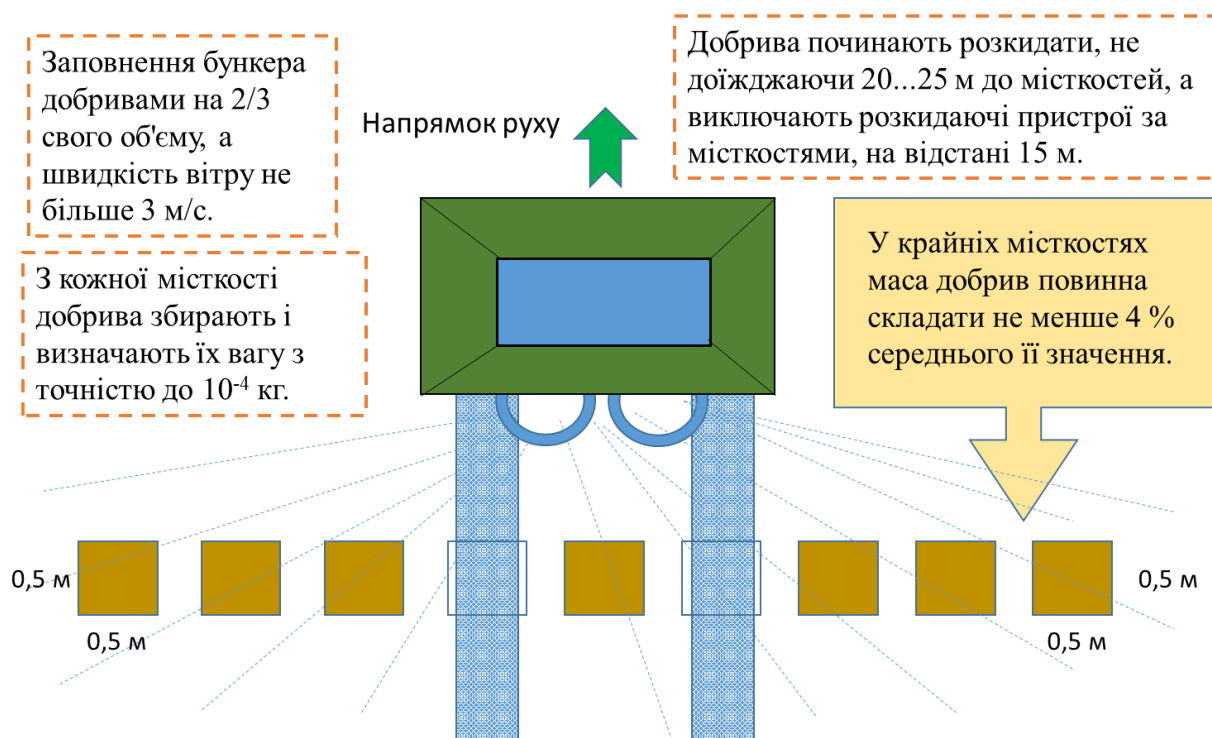 Заповнення бункера
добривами на 2/3
свого об'єму, а
швидкість вітру не
більше 3 м/с.
Напрямок руху
Добрива починають розкидати, не
доїжджаючи 20...25 м до місткостей, а
виключають розкидаючі пристрої за
місткостями, на відстані 15 м.
З кожної місткості
добрива збирають і
визначають їх вагу з
точністю до 10⁻⁴ кг.
У крайніх місткостях
маса добрив повинна
складати не менше 4 %
середнього її значення.
0,5 м
0,5 м
0,5 м
0,5 м